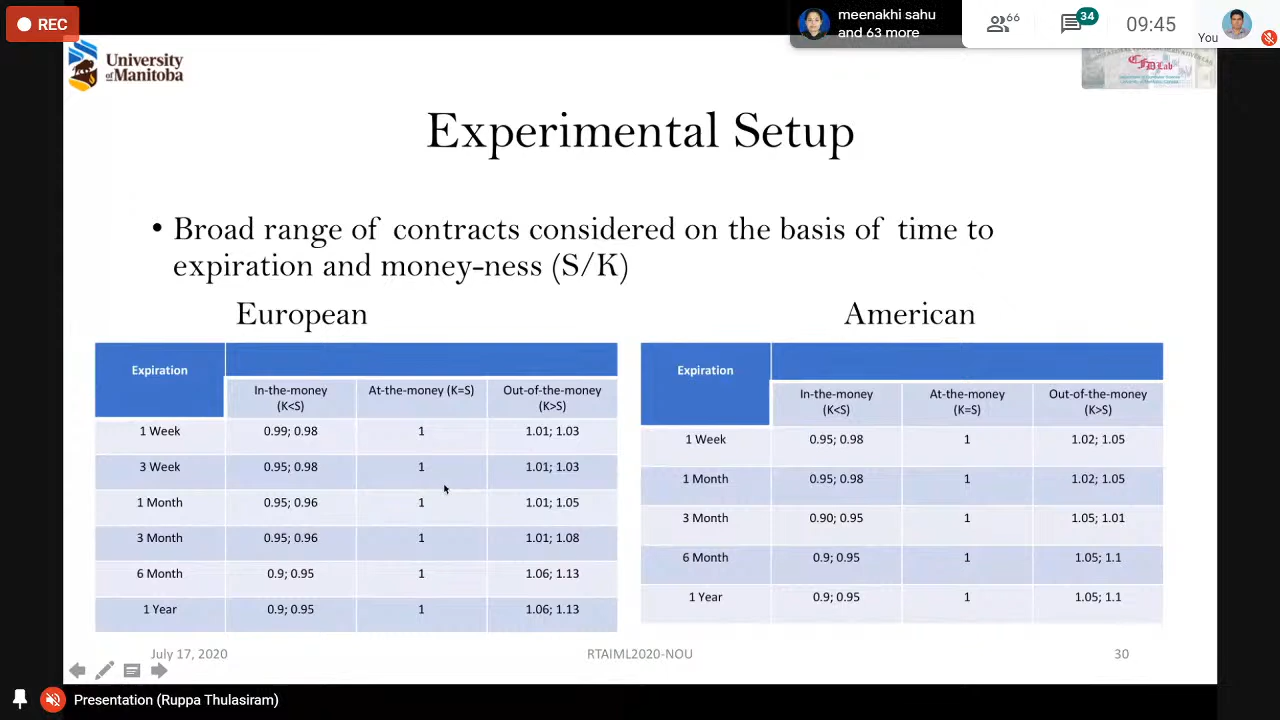 REC
meenakhi sahu
and 63 more
66
34
09:45
You
University
of Manitoba
CFD Lab
Experimental Setup
• Broad range of contracts considered on the basis of time to
expiration and money-ness (S/K)
European
American
Expiration
In-the-money (K<S)
At-the-money (K=S)
Out-of-the-money (K>S)
1 Week 0.99; 0.98 1 1.01; 1.03
3 Week 0.95; 0.98 1 1.01; 1.03
1 Month 0.95; 0.96 1 1.01; 1.05
3 Month 0.95; 0.96 1 1.01; 1.08
6 Month 0.9; 0.95 1 1.06; 1.13
1 Year 0.9; 0.95 1 1.06; 1.13
Expiration
In-the-money (K<S)
At-the-money (K=S)
Out-of-the-money (K>S)
1 Week 0.95; 0.98 1 1.02; 1.05
1 Month 0.95; 0.98 1 1.02; 1.05
3 Month 0.90; 0.95 1 1.05; 1.01
6 Month 0.9; 0.95 1 1.05; 1.1
1 Year 0.9; 0.95 1 1.05; 1.1
July 17, 2020
RTAIML2020-NOU
30
Presentation (Ruppa Thulasiram)